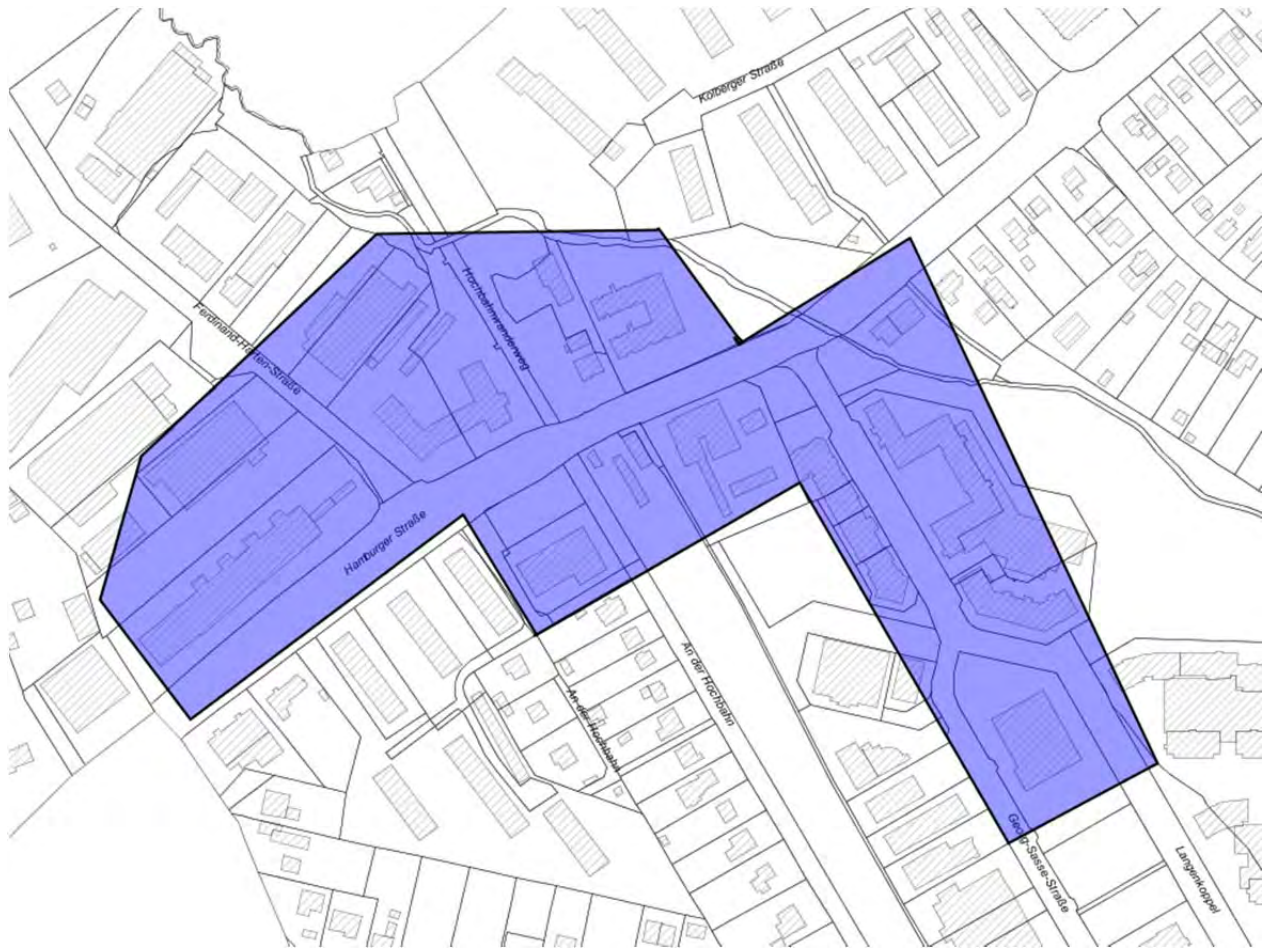 Kolberger Straße
Hochbahnwanderweg
Ferdinand-Harten-Straße
Hamburger Straße
An der Hochbahn
An der Hochbahn
Georg-Sasse-Straße
Langenkoppel